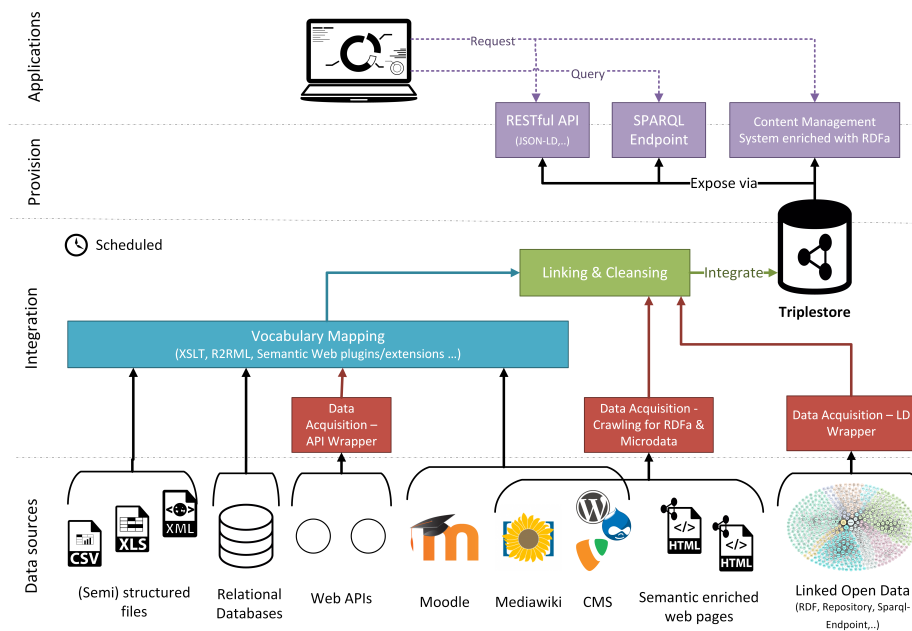 Applications
Request
Query
RESTful API
(JSON-LD,..)
SPARQL
Endpoint
Content Management
System enriched with RDFa
Provision
Expose via
Scheduled
Integration
Linking & Cleansing
Integrate
Triplestore
Vocabulary Mapping
(XSLT, R2RML, Semantic Web plugins/extensions ...)
Data
Acquisition –
API Wrapper
Data Acquisition -
Crawling for RDFa &
Microdata
Data Acquisition – LD
Wrapper
Data sources
CSV
XLS
XML
HTML
HTML
(Semi) structured
files
Relational
Databases
Web APIs
Moodle
Mediawiki
CMS
Semantic enriched
web pages
Linked Open Data
(RDF, Repository, Sparql-
Endpoint,..)